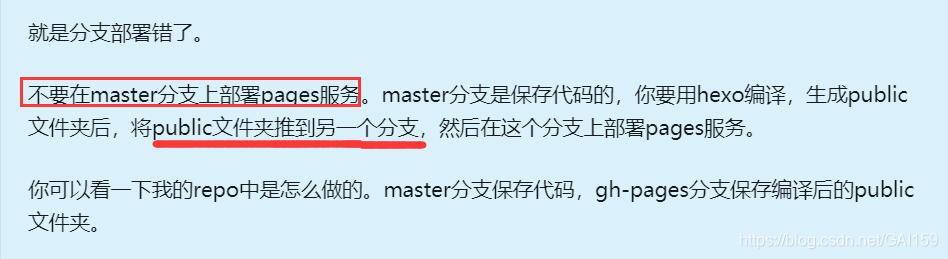 就是分支部署错了。
不要在master分支上部署pages服务。master分支是保存代码的，你要用hexo编译，生成public
文件夹后，将public文件夹推到另一个分支，然后在这个分支上部署pages服务。
你可以看一下我的repo中是怎么做的。master分支保存代码，gh-pages分支保存编译后的public
文件夹。
https://blog.csdn.net/GAI159